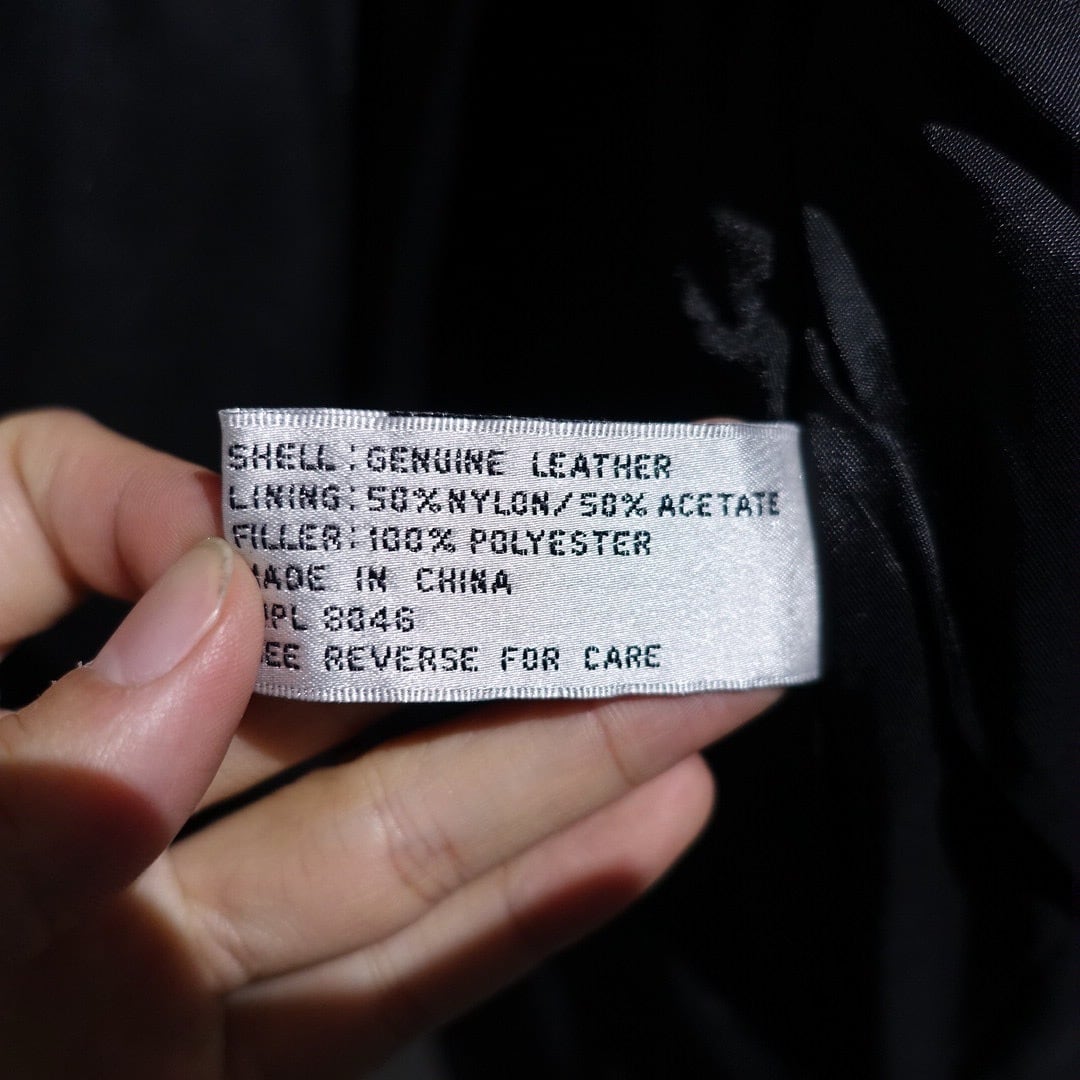 SHELL: GENUINE LEATHER
LINING: 50% NYLON/50% ACETATE
FILLER: 100% POLYESTER
MADE IN CHINA
8046
SEE REVERSE FOR CARE